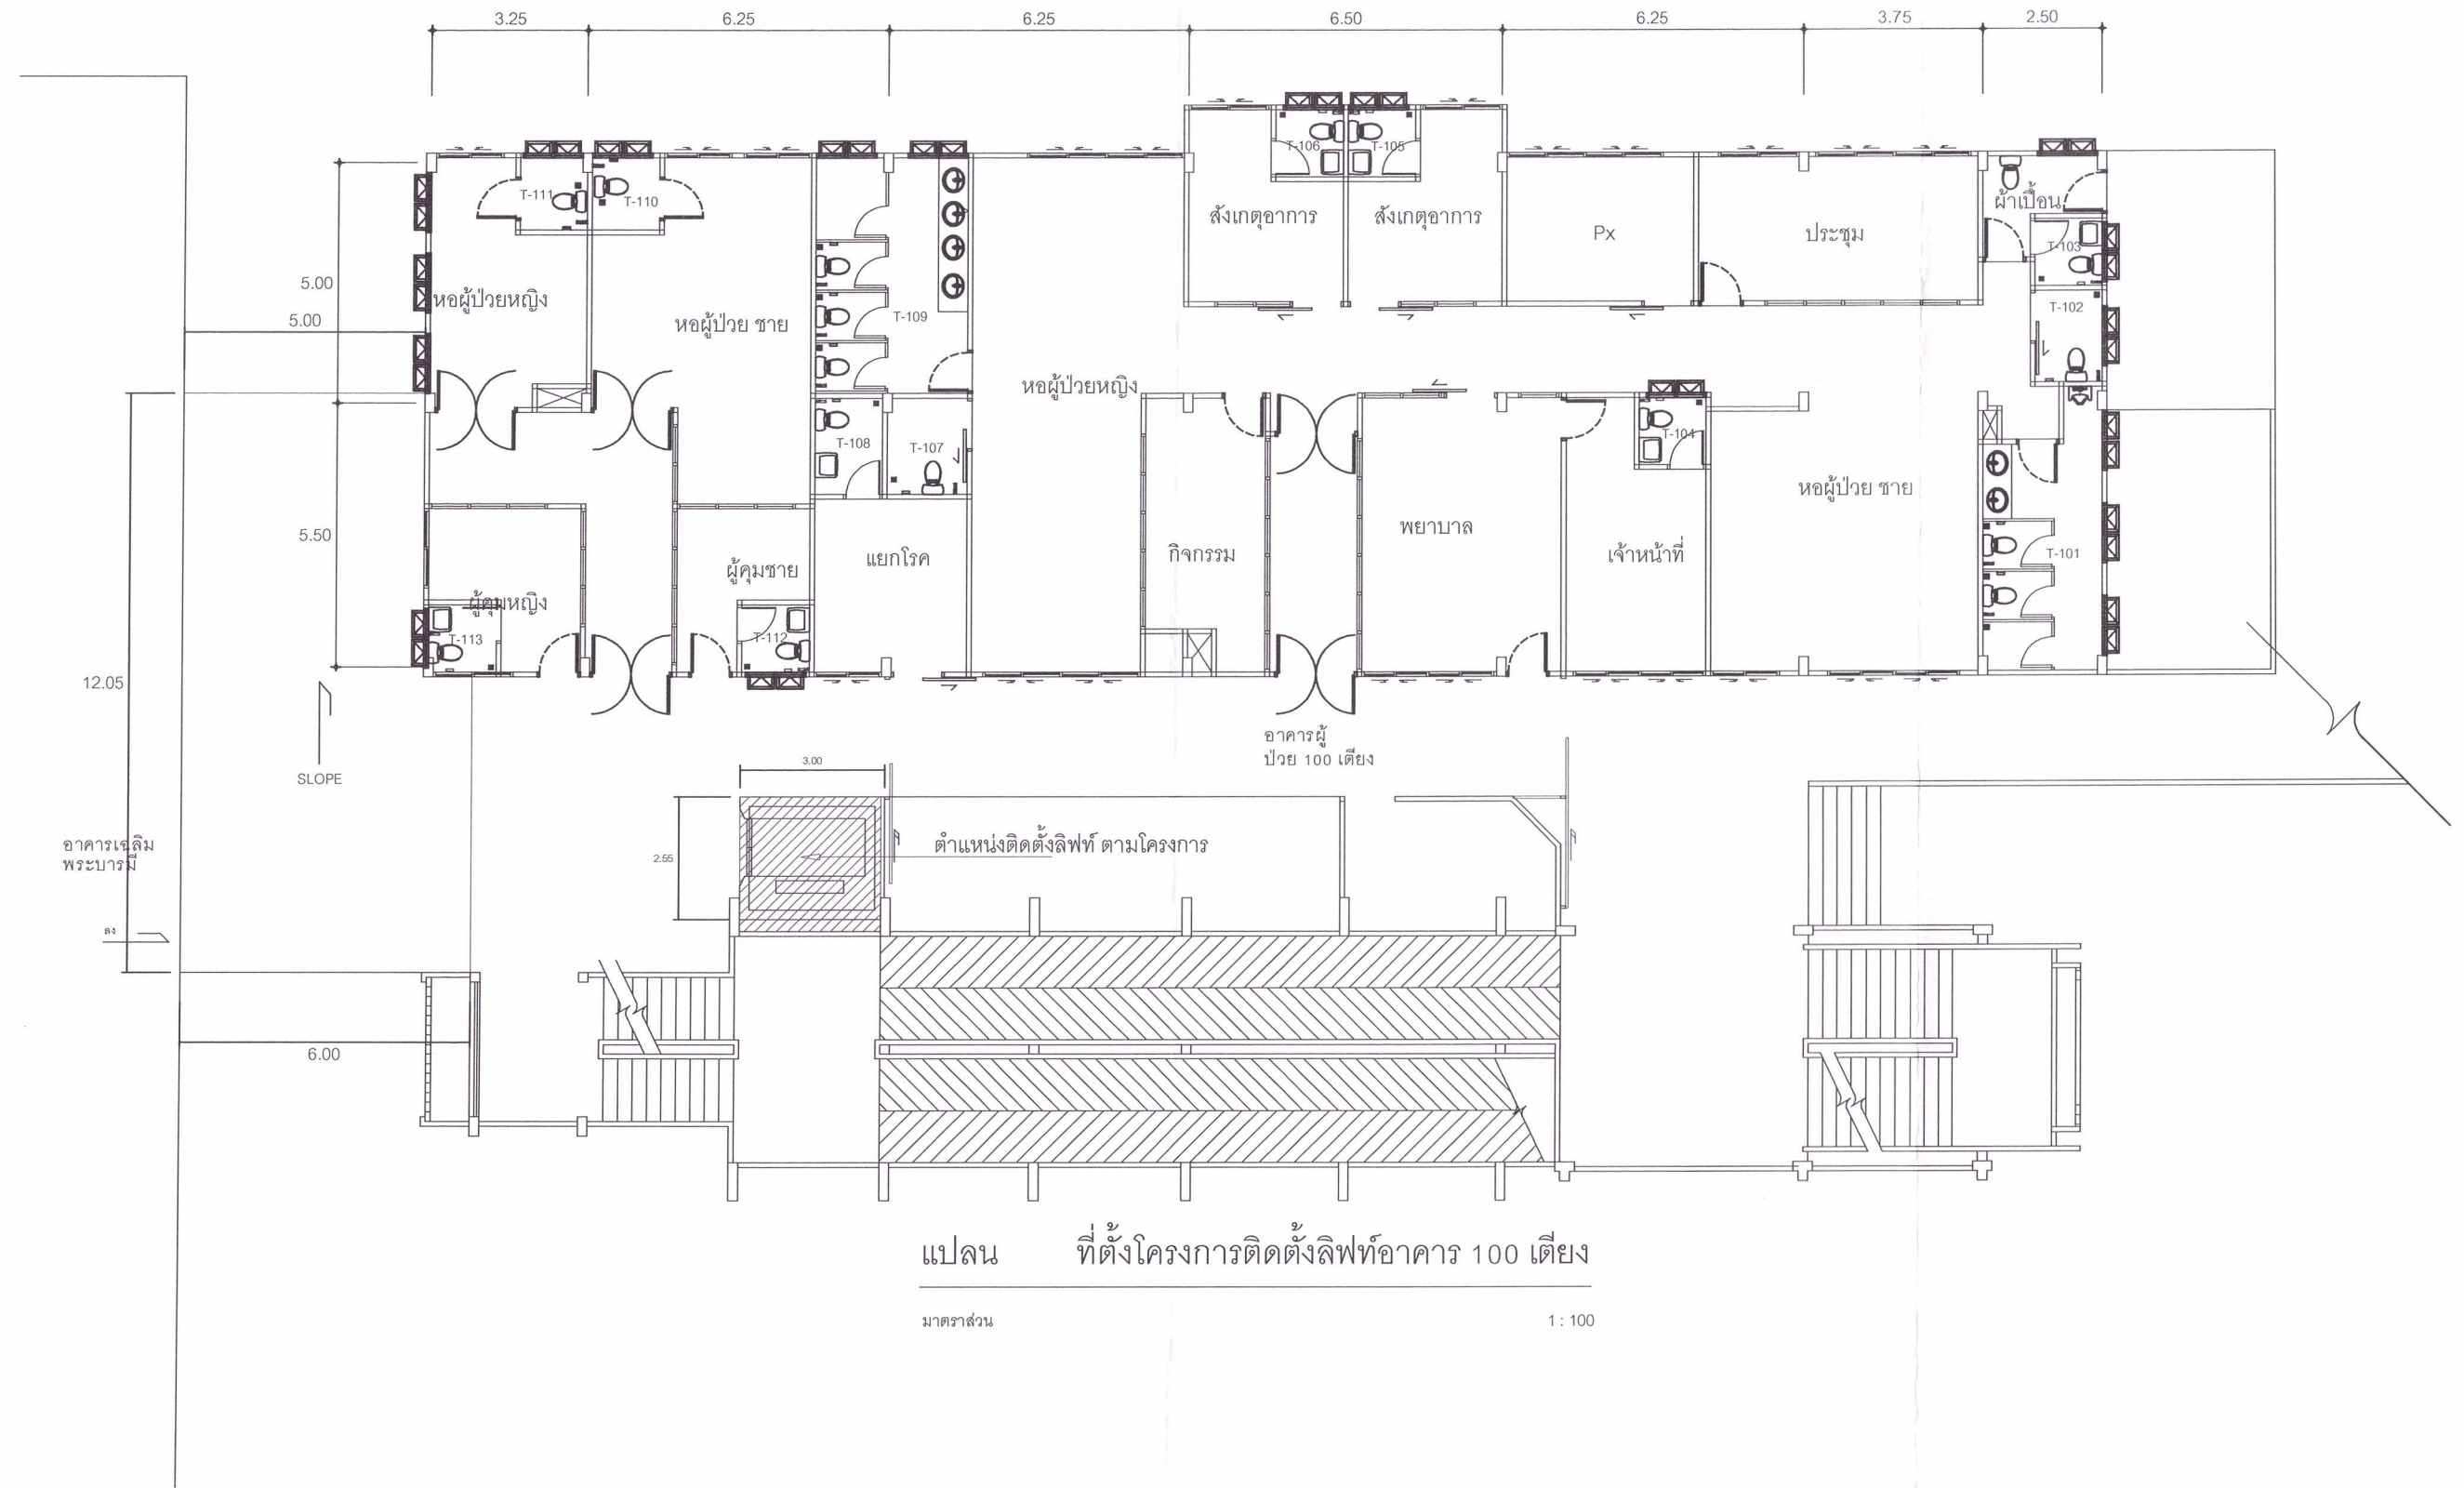 3.25
6.25
6.25
6.50
6.25
3.75
2.50
T-106
T-105
T-111
T-110
สังเกตุอาการ
สังเกตุอาการ
Px
ประชุม
ผ้าเปื้อน
T-103
5.00
5.00
หอผู้ป่วยหญิง
หอผู้ป่วย ชาย
T-109
T-102
หอผู้ป่วยหญิง
T-108
T-107
T-104
หอผู้ป่วย ชาย
5.50
พยาบาล
แยกโรค
กิจกรรม
เจ้าหน้าที่
T-101
ผู้คุมชาย
ผู้คุมหญิง
T-113
T-112
12.05
SLOPE
อาคารผู้
ป่วย 100 เตียง
3.00
2.55
ตำแหน่งติดตั้งลิฟท์ ตามโครงการ
อาคารเฉลิม
พระบารมี
ลง
6.00
แปลน ที่ตั้งโครงการติดตั้งลิฟท์อาคาร 100 เตียง
มาตราส่วน 1 : 100